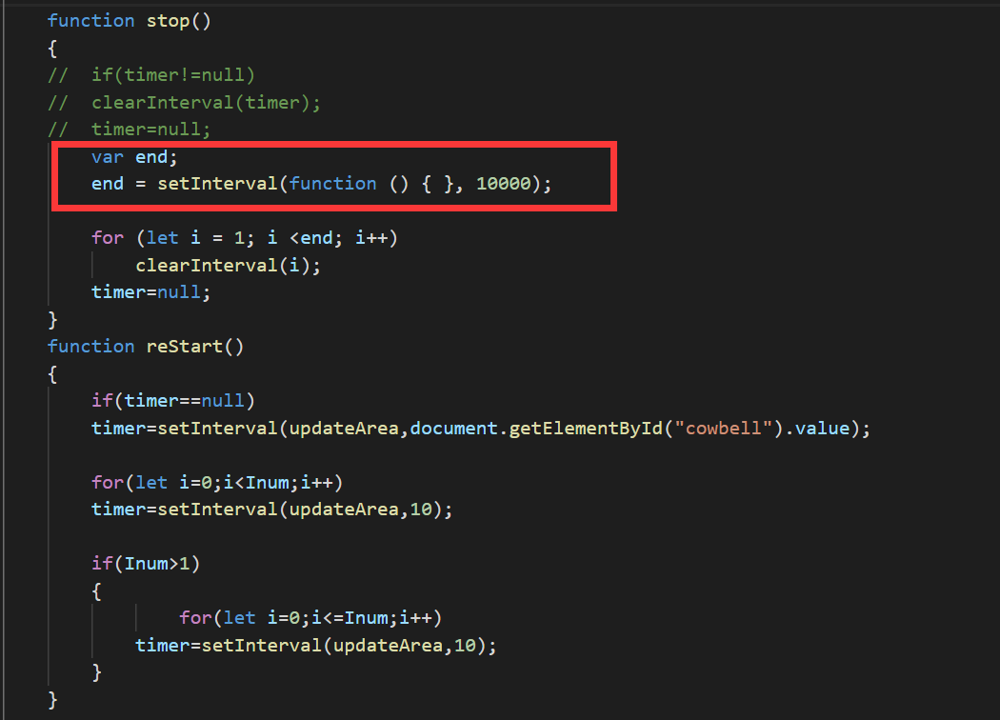 function stop()
{
//  if(timer!=null)
//  clearInterval(timer);
//  timer=null;
    var end;
    end = setInterval(function () { }, 10000);

    for (let i = 1; i <end; i++)
        clearInterval(i);
    timer=null;
}
function reStart()
{
    if(timer==null)
    timer=setInterval(updateArea,document.getElementById("cowbell").value);

    for(let i=0;i<Inum;i++)
    timer=setInterval(updateArea,10);

    if(Inum>1)
    {
            for(let i=0;i<=Inum;i++)
        timer=setInterval(updateArea,10);
    }
}